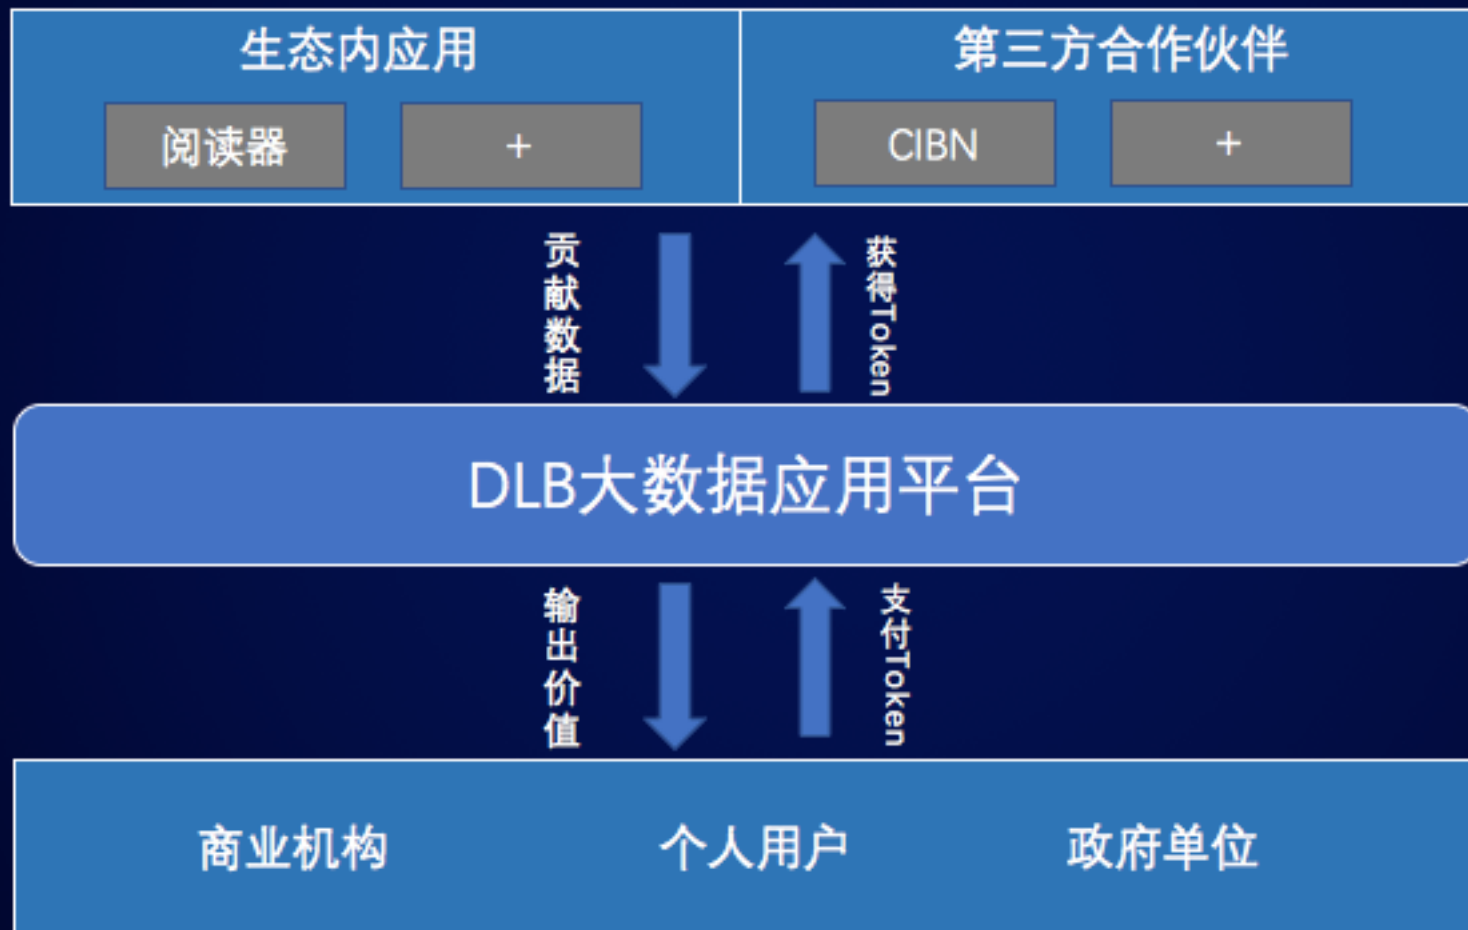 生态内应用
第三方合作伙伴
阅读器
+
CIBN
+
贡献数据
获得Token
DLB大数据应用平台
输出价值
支付Token
商业机构
个人用户
政府单位